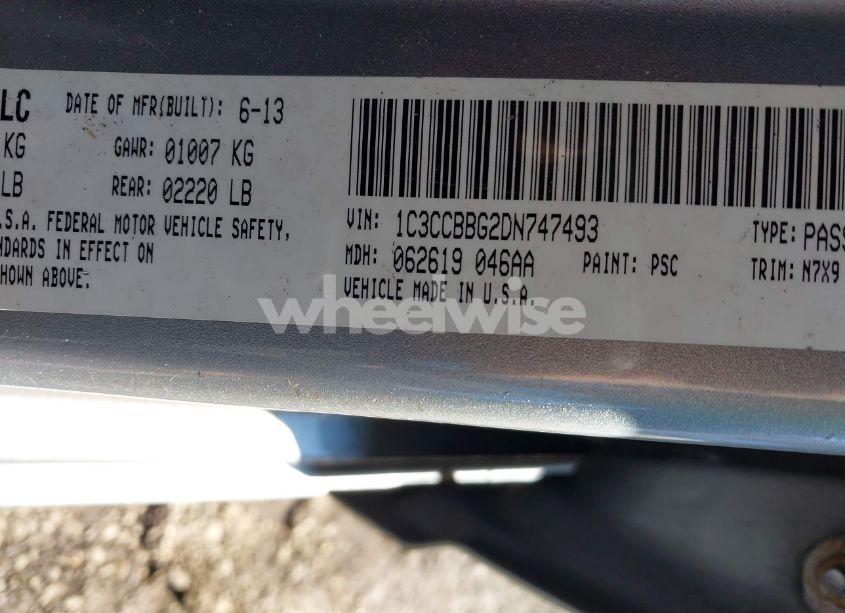 LC DATE OF MFR(BUILT): 6-13
KG GAWR: 01007 KG
LB REAR: 02220 LB
.S.A. FEDERAL MOTOR VEHICLE SAFETY,
NDARDS IN EFFECT ON
SHOWN ABOVE.
VIN: 1C3CCBBG2DN747493 TYPE: PASS
MDH: 062619 046AA PAINT: PSC TRIM: N7X9
VEHICLE MADE IN U.S.A.
wheelwise